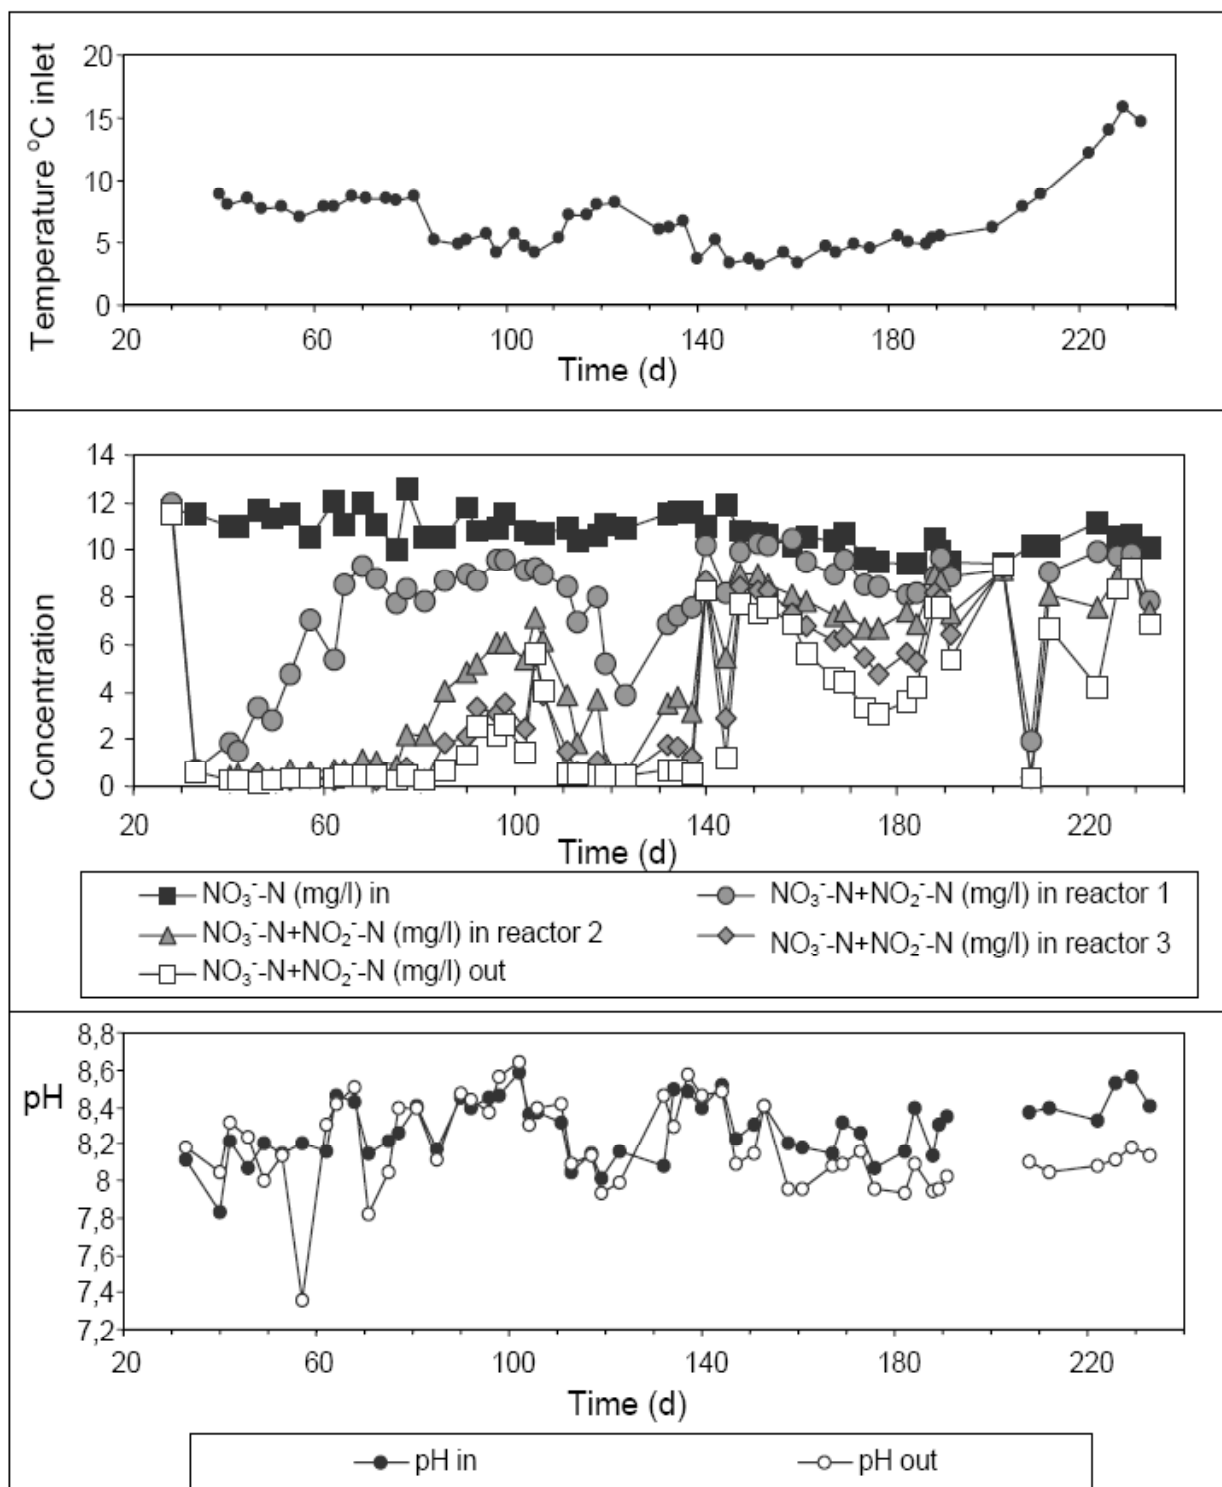 Temperature °C inlet
20
15
10
5
0
20 60 100 140 180 220
Time (d)
Concentration
14
12
10
8
6
4
2
0
20 60 100 140 180 220
Time (d)
NO₃⁻-N (mg/l) in
NO₃⁻-N+NO₂⁻-N (mg/l) in reactor 1
NO₃⁻-N+NO₂⁻-N (mg/l) in reactor 2
NO₃⁻-N+NO₂⁻-N (mg/l) in reactor 3
NO₃⁻-N+NO₂⁻-N (mg/l) out
pH
8,8
8,6
8,4
8,2
8
7,8
7,6
7,4
7,2
20 60 100 140 180 220
Time (d)
pH in pH out